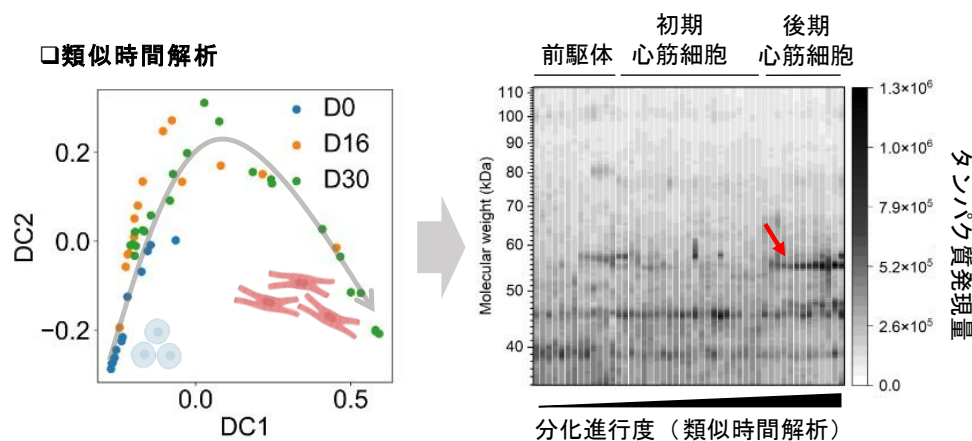 □類似時間解析
D0
D16
D30
DC2
0.2
0.0
−0.2
0.0
0.5
DC1
前駆体
初期
心筋細胞
後期
心筋細胞
Molecular weight (kDa)
110
100
90
80
70
60
50
40
1.3×10⁶
1.0×10⁶
7.9×10⁵
5.2×10⁵
2.6×10⁵
0.0
タンパク質発現量
分化進行度（類似時間解析）